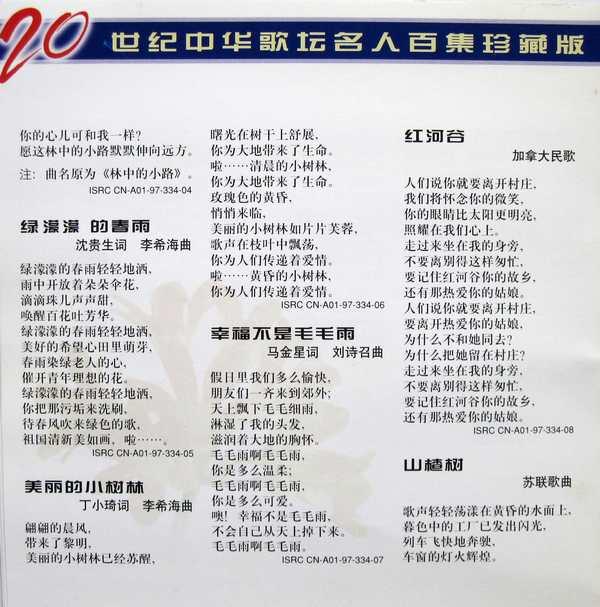 20世纪中华歌坛名人百集珍藏版
你的心儿可和我一样？
愿这林中的小路默默伸向远方。
注：曲名原为《林中的小路》。
ISRC CN-A01-97-334-04
绿濛濛 的春雨
沈贵生词 李希海曲
绿濛濛的春雨轻轻地洒，
雨中开放着朵朵伞花，
滴滴珠儿声声甜，
唤醒百花吐芳华。
绿濛濛的春雨轻轻地洒，
美好的希望心田里萌芽，
春雨染绿老人的心，
催开青年理想的花。
绿濛濛的春雨轻轻地洒，
你把那污垢来洗刷，
待春风吹来绿色的歌，
祖国清新美如画，啦……。
ISRC CN-A01-97-334-05
美丽的小树林
丁小琦词 李希海曲
翩翩的晨风，
带来了黎明，
美丽的小树林已经苏醒，
曙光在树干上舒展，
你为大地带来了生命。
啦……清晨的小树林，
你为大地带来了生命。
玫瑰色的黄昏，
悄悄来临，
美丽的小树林如片片芙蓉，
歌声在枝叶中飘荡，
你为人们传递着爱情。
啦……黄昏的小树林，
你为人们传递着爱情。
ISRC CN-A01-97-334-06
幸福不是毛毛雨
马金星词 刘诗召曲
假日里我们多么愉快，
朋友们一齐来到郊外；
天上飘下毛毛细雨，
淋湿了我的头发，
滋润着大地的胸怀。
毛毛雨啊毛毛雨，
你是多么温柔；
毛毛雨啊毛毛雨，
你是多么可爱。
噢！幸福不是毛毛雨，
不会自己从天上掉下来。
毛毛雨啊毛毛雨。
ISRC CN-A01-97-334-07
红河谷
加拿大民歌
人们说你就要离开村庄，
我们将怀念你的微笑，
你的眼睛比太阳更明亮，
照耀在我们心上。
走过来坐在我的身旁，
不要离别得这样匆忙，
要记住红河谷你的故乡，
还有那热爱你的姑娘。
人们说你就要离开村庄，
要离开热爱你的姑娘，
为什么不和她同去？
为什么把她留在村庄？
走过来坐在我的身旁，
不要离别得这样匆忙，
要记住红河谷你的故乡，
还有那热爱你的姑娘。
ISRC CN-A01-97-334-08
山楂树
苏联歌曲
歌声轻轻荡漾在黄昏的水面上，
暮色中的工厂已发出闪光，
列车飞快地奔驶，
车窗的灯火辉煌。